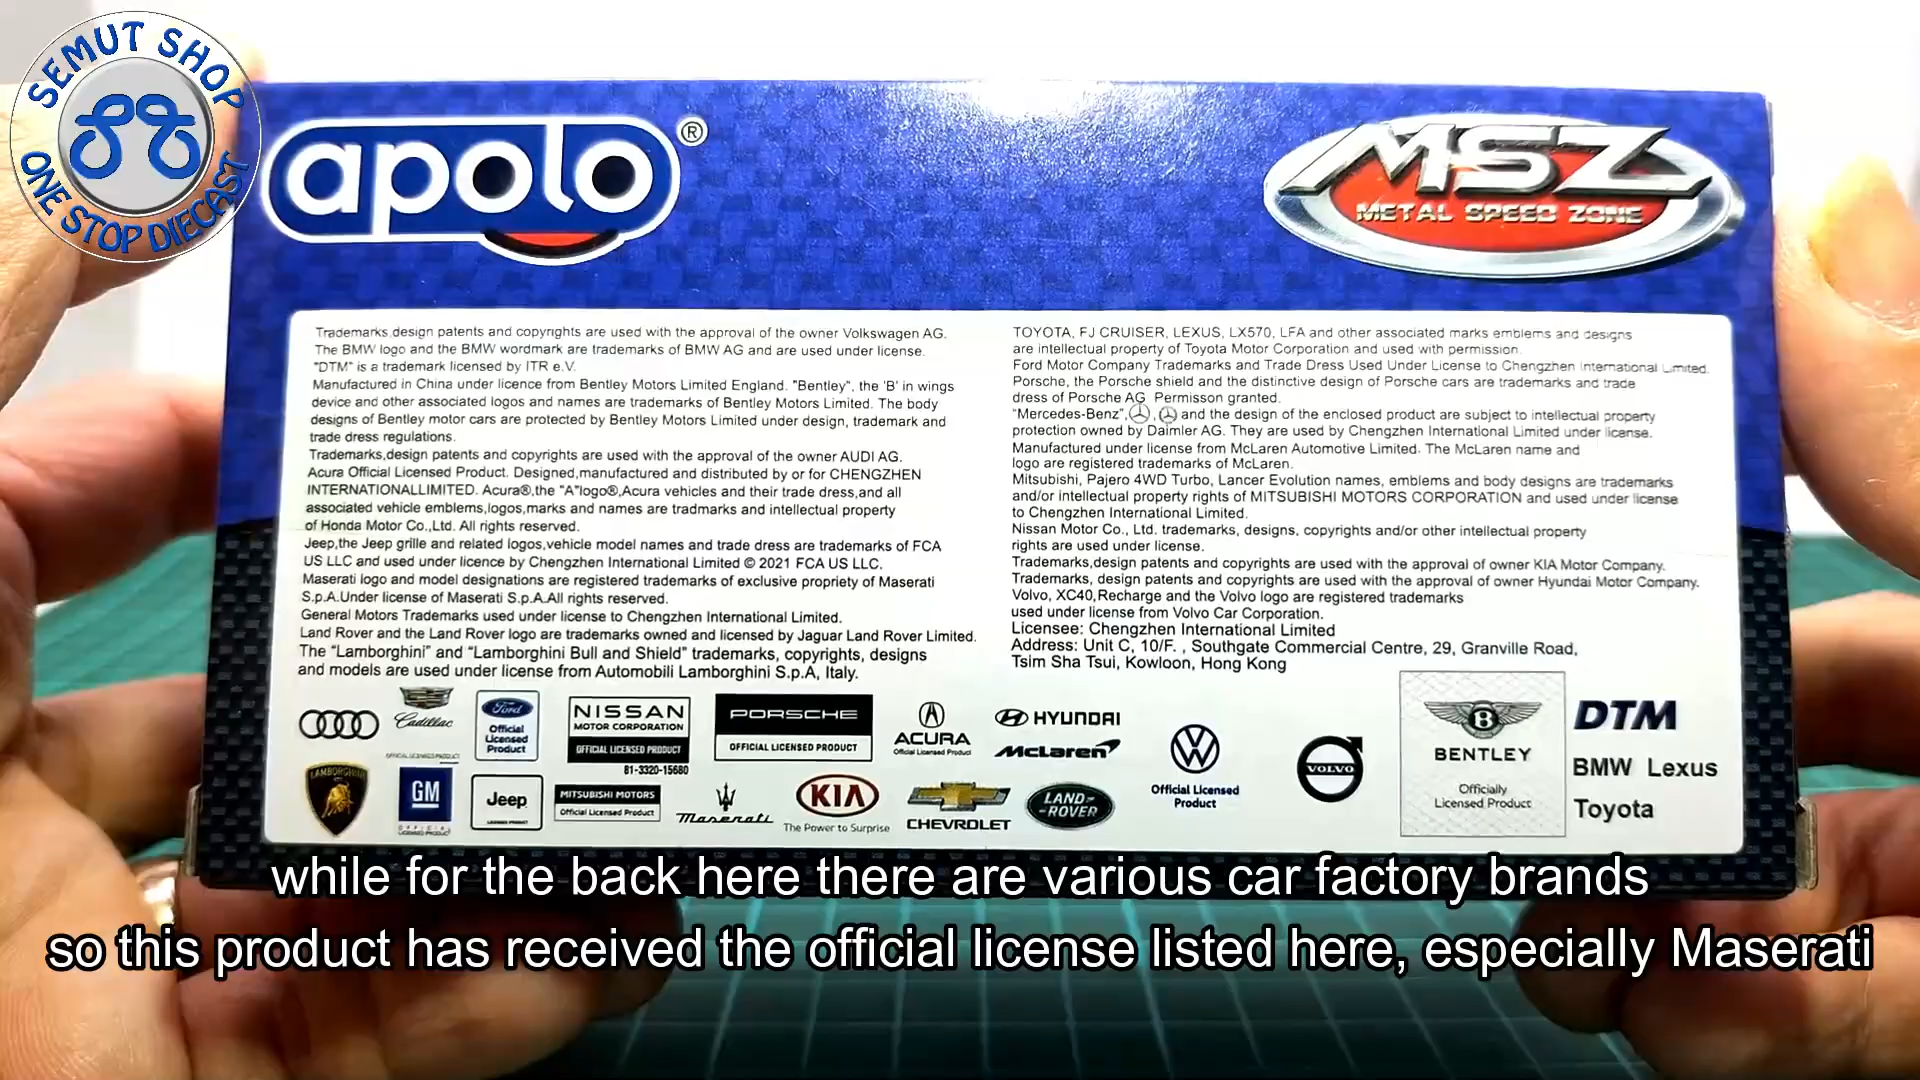 SEMUT SHOP
ONE STOP DIECAST
apolo®
MSZ
METAL SPEED ZONE
Trademarks,design patents and copyrights are used with the approval of the owner Volkswagen AG.
The BMW logo and the BMW wordmark are trademarks of BMW AG and are used under license.
"DTM" is a trademark licensed by ITR e.V.
Manufactured in China under licence from Bentley Motors Limited England. "Bentley", the 'B' in wings
device and other associated logos and names are trademarks of Bentley Motors Limited. The body
designs of Bentley motor cars are protected by Bentley Motors Limited under design, trademark and
trade dress regulations.
Trademarks,design patents and copyrights are used with the approval of the owner AUDI AG.
Acura Official Licensed Product. Designed,manufactured and distributed by or for CHENGZHEN
INTERNATIONALLIMITED. Acura®,the "A"logo®,Acura vehicles and their trade dress,and all
associated vehicle emblems,logos,marks and names are tradmarks and intellectual property
of Honda Motor Co.,Ltd. All rights reserved.
Jeep,the Jeep grille and related logos,vehicle model names and trade dress are trademarks of FCA
US LLC and used under licence by Chengzhen International Limited © 2021 FCA US LLC.
Maserati logo and model designations are registered trademarks of exclusive propriety of Maserati
S.p.A.Under license of Maserati S.p.A.All rights reserved.
General Motors Trademarks used under license to Chengzhen International Limited.
Land Rover and the Land Rover logo are trademarks owned and licensed by Jaguar Land Rover Limited.
The "Lamborghini" and "Lamborghini Bull and Shield" trademarks, copyrights, designs
and models are used under license from Automobili Lamborghini S.p.A, Italy.
TOYOTA, FJ CRUISER, LEXUS, LX570, LFA and other associated marks emblems and designs
are intellectual property of Toyota Motor Corporation and used with permission.
Ford Motor Company Trademarks and Trade Dress Used Under License to Chengzhen International Limited.
Porsche, the Porsche shield and the distinctive design of Porsche cars are trademarks and trade
dress of Porsche AG. Permisson granted.
"Mercedes-Benz", , and the design of the enclosed product are subject to intellectual property
protection owned by Daimler AG. They are used by Chengzhen International Limited under license.
Manufactured under license from McLaren Automotive Limited. The McLaren name and
logo are registered trademarks of McLaren.
Mitsubishi, Pajero 4WD Turbo, Lancer Evolution names, emblems and body designs are trademarks
and/or intellectual property rights of MITSUBISHI MOTORS CORPORATION and used under license
to Chengzhen International Limited.
Nissan Motor Co., Ltd. trademarks, designs, copyrights and/or other intellectual property
rights are used under license.
Trademarks,design patents and copyrights are used with the approval of owner KIA Motor Company.
Trademarks, design patents and copyrights are used with the approval of owner Hyundai Motor Company.
Volvo, XC40,Recharge and the Volvo logo are registered trademarks
used under license from Volvo Car Corporation.
Licensee: Chengzhen International Limited
Address: Unit C, 10/F. , Southgate Commercial Centre, 29, Granville Road,
Tsim Sha Tsui, Kowloon, Hong Kong
Cadillac
OFFICIAL LICENSED PRODUCT
Ford
Official
Licensed
Product
NISSAN
MOTOR CORPORATION
OFFICIAL LICENSED PRODUCT
81-3320-15680
PORSCHE
OFFICIAL LICENSED PRODUCT
ACURA
Official Licensed Product
HYUNDAI
McLaren
Official Licensed
Product
VOLVO
B
BENTLEY
Officially
Licensed Product
DTM
BMW Lexus
Toyota
LAMBORGHINI
GM
OFFICIAL
LICENSED PRODUCT
Jeep
LICENSED PRODUCT
MITSUBISHI MOTORS
Official Licensed Product
Maserati
KIA
The Power to Surprise
CHEVROLET
LAND-
ROVER
while for the back here there are various car factory brands
so this product has received the official license listed here, especially Maserati